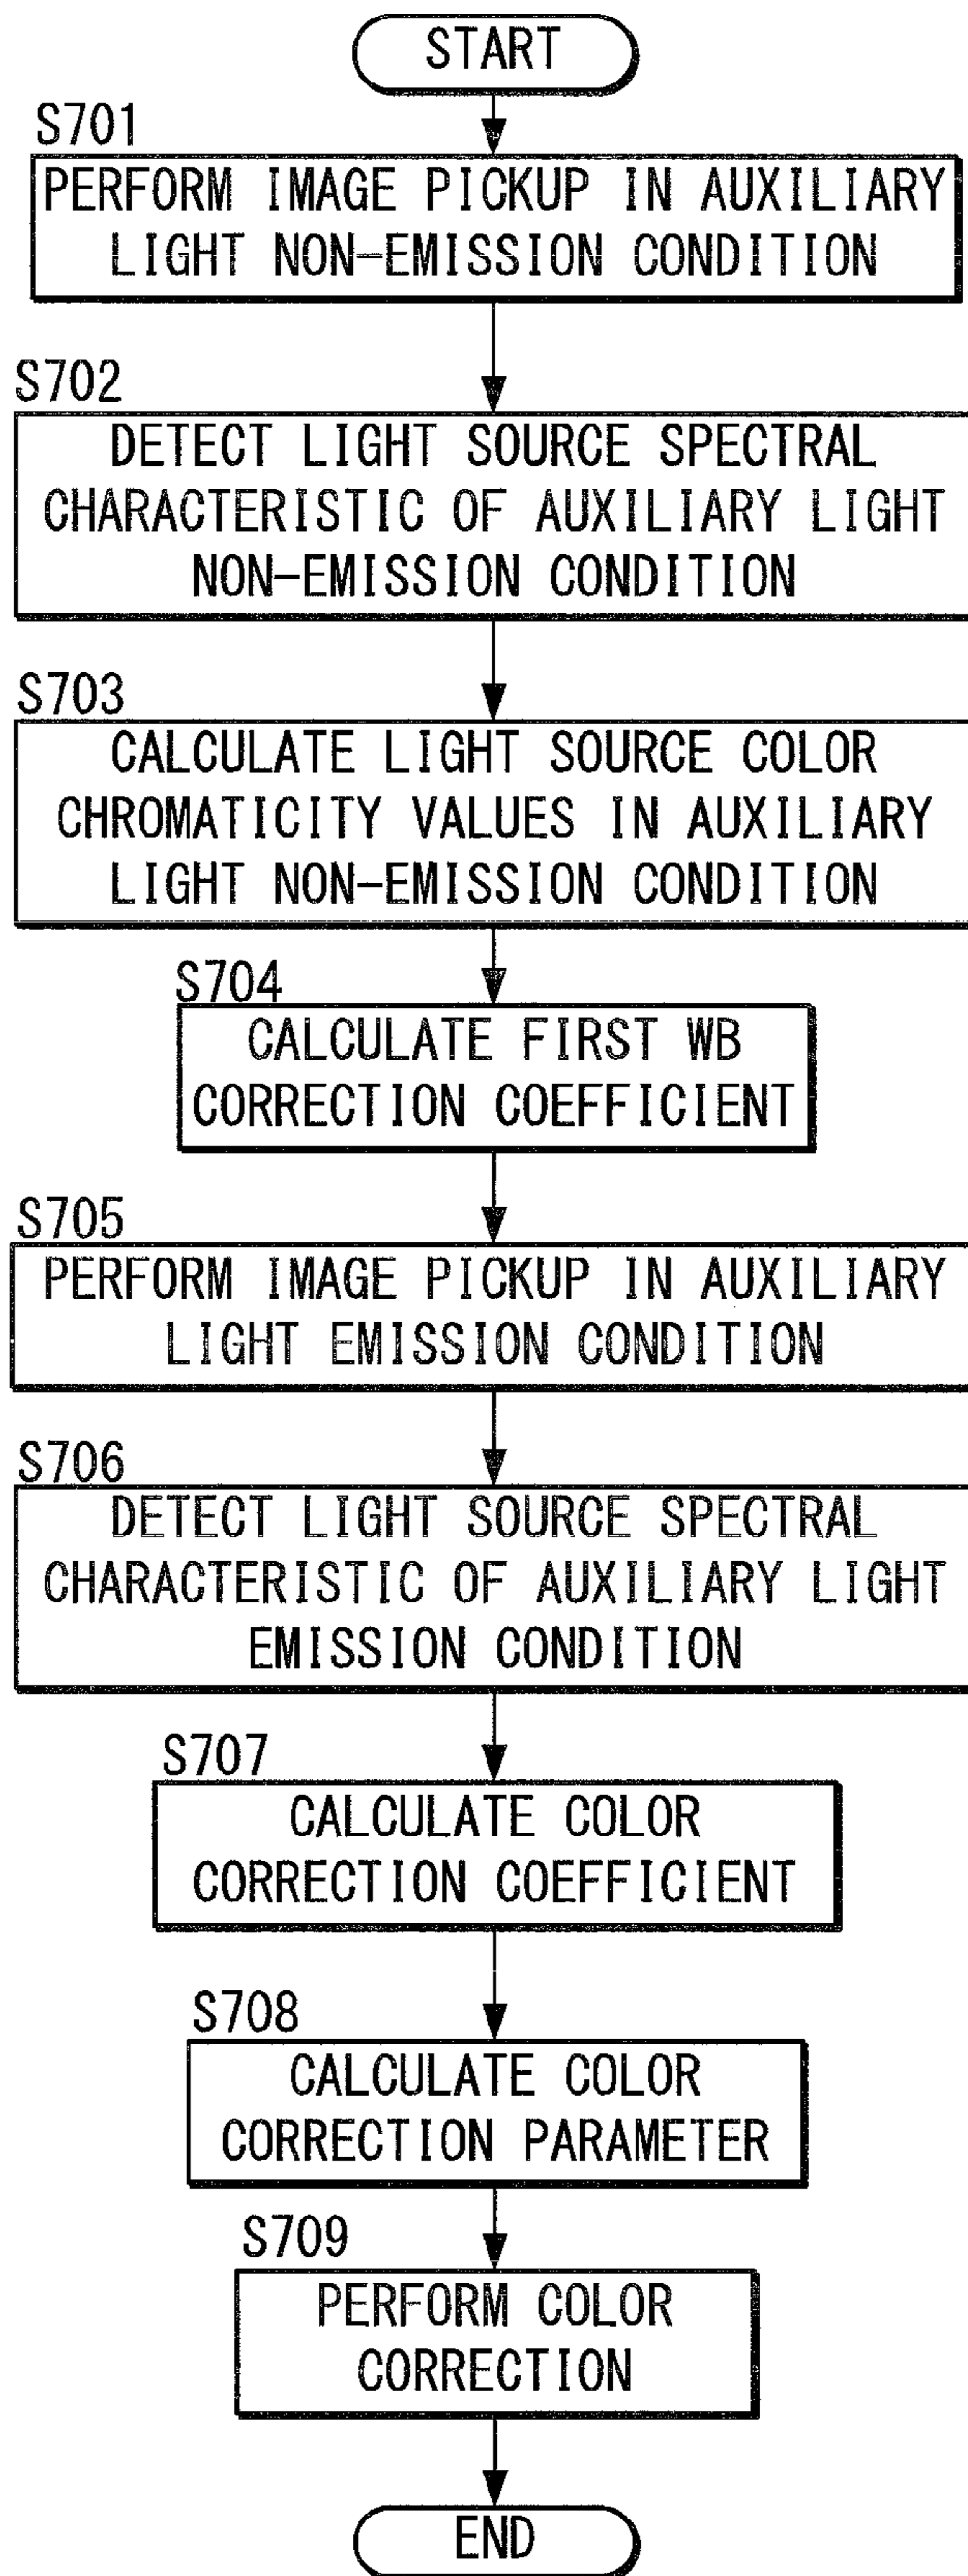 START
S701
PERFORM IMAGE PICKUP IN AUXILIARY
LIGHT NON-EMISSION CONDITION
S702
DETECT LIGHT SOURCE SPECTRAL
CHARACTERISTIC OF AUXILIARY LIGHT
NON-EMISSION CONDITION
S703
CALCULATE LIGHT SOURCE COLOR
CHROMATICITY VALUES IN AUXILIARY
LIGHT NON-EMISSION CONDITION
S704
CALCULATE FIRST WB
CORRECTION COEFFICIENT
S705
PERFORM IMAGE PICKUP IN AUXILIARY
LIGHT EMISSION CONDITION
S706
DETECT LIGHT SOURCE SPECTRAL
CHARACTERISTIC OF AUXILIARY LIGHT
EMISSION CONDITION
S707
CALCULATE COLOR
CORRECTION COEFFICIENT
S708
CALCULATE COLOR
CORRECTION PARAMETER
S709
PERFORM COLOR
CORRECTION
END